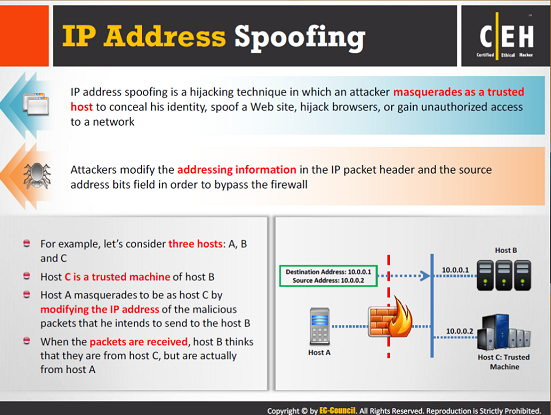 IP Address Spoofing
C|EH
Certified Ethical Hacker
IP address spoofing is a hijacking technique in which an attacker masquerades as a trusted
host to conceal his identity, spoof a Web site, hijack browsers, or gain unauthorized access
to a network
Attackers modify the addressing information in the IP packet header and the source
address bits field in order to bypass the firewall
For example, let's consider three hosts: A, B
and C
Host C is a trusted machine of host B
Host A masquerades to be as host C by
modifying the IP address of the malicious
packets that he intends to send to the host B
When the packets are received, host B thinks
that they are from host C, but are actually
from host A
Host B
Destination Address: 10.0.0.1
Source Address: 10.0.0.2
10.0.0.1
10.0.0.2
Host A
Host C: Trusted
Machine
Copyright © by EC-Council. All Rights Reserved. Reproduction is Strictly Prohibited.